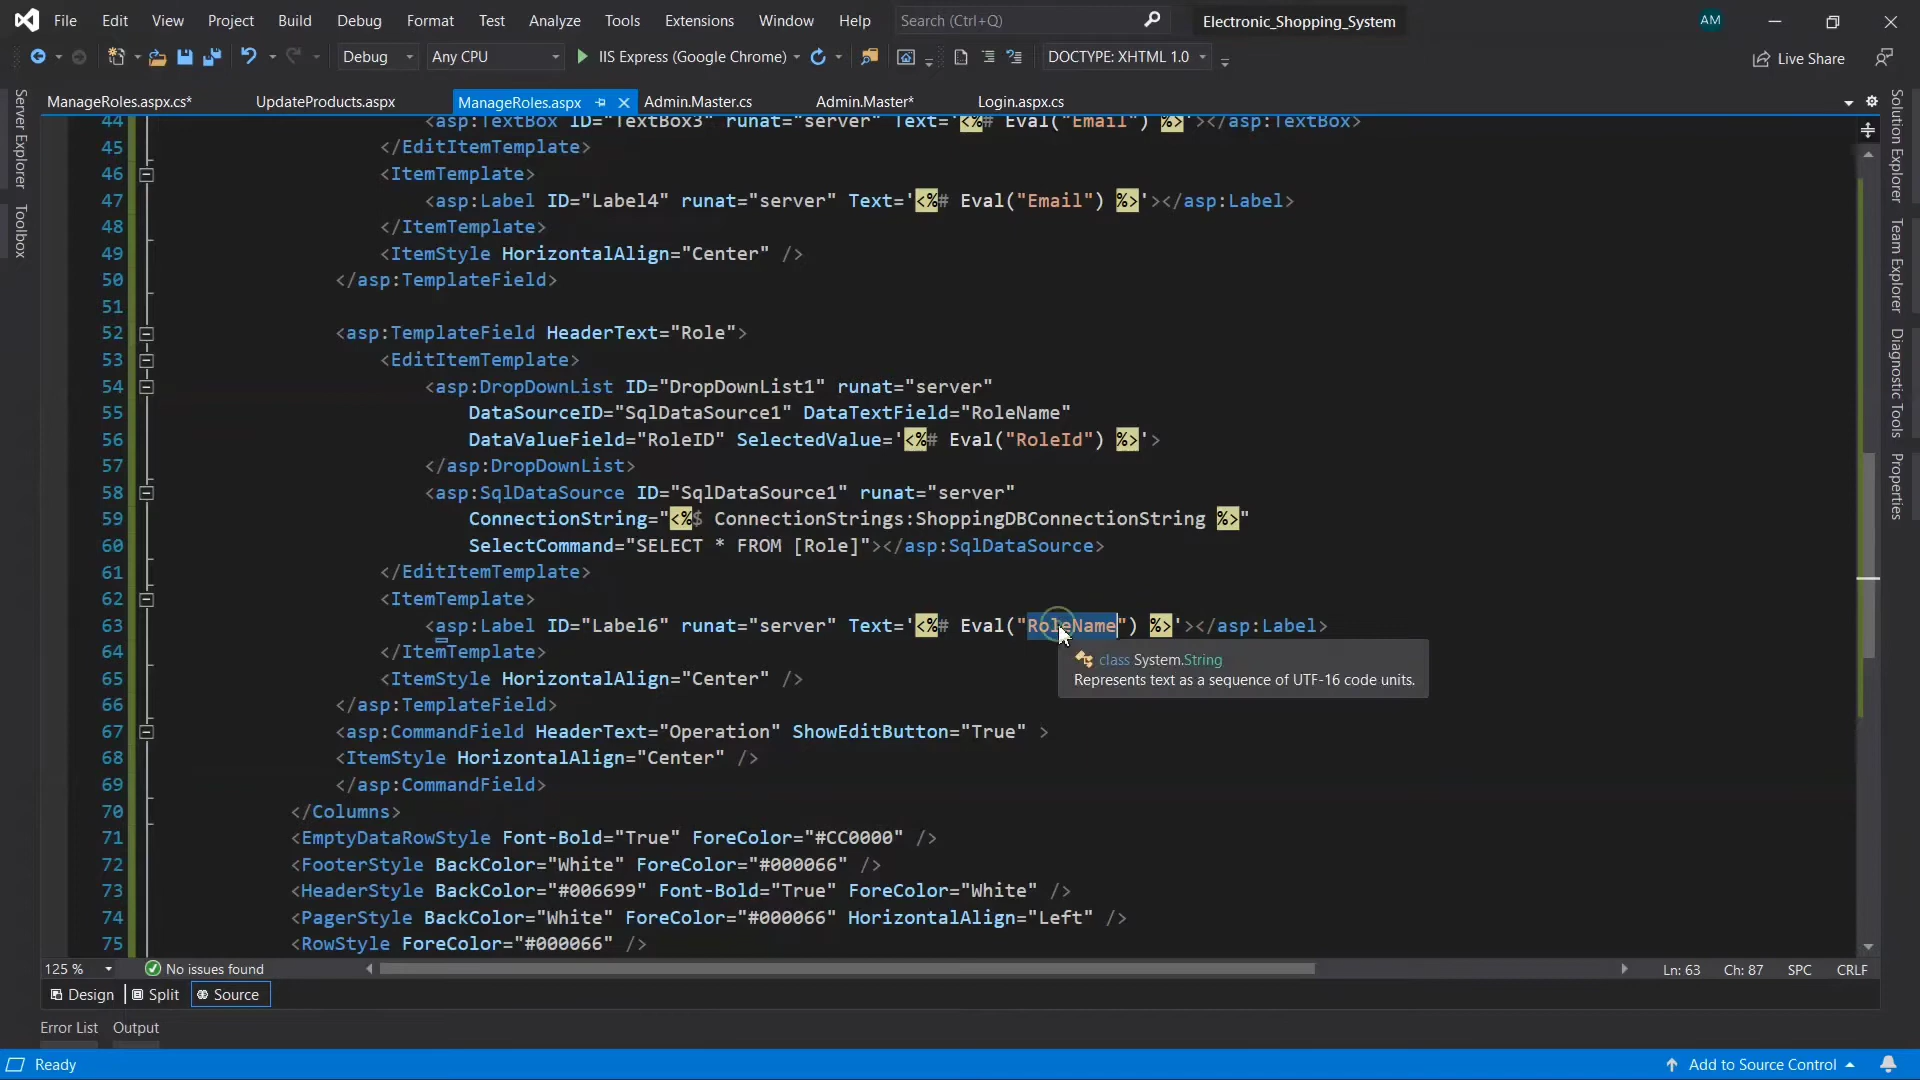 File Edit View Project Build Debug Format Test Analyze Tools Extensions Window Help Search (Ctrl+Q) Electronic_Shopping_System AM
Debug Any CPU IIS Express (Google Chrome) DOCTYPE: XHTML 1.0 Live Share
ManageRoles.aspx.cs* UpdateProducts.aspx ManageRoles.aspx Admin.Master.cs Admin.Master* Login.aspx.cs
Server Explorer
Toolbox
Solution Explorer
Team Explorer
Diagnostic Tools
Properties
44 <asp:TextBox ID="TextBox3" runat="server" Text='<%# Eval("Email") %>'></asp:TextBox>
45 </EditItemTemplate>
46 <ItemTemplate>
47 <asp:Label ID="Label4" runat="server" Text='<%# Eval("Email") %>'></asp:Label>
48 </ItemTemplate>
49 <ItemStyle HorizontalAlign="Center" />
50 </asp:TemplateField>
51
52 <asp:TemplateField HeaderText="Role">
53 <EditItemTemplate>
54 <asp:DropDownList ID="DropDownList1" runat="server"
55 DataSourceID="SqlDataSource1" DataTextField="RoleName"
56 DataValueField="RoleID" SelectedValue='<%# Eval("RoleId") %>'>
57 </asp:DropDownList>
58 <asp:SqlDataSource ID="SqlDataSource1" runat="server"
59 ConnectionString="<%$ ConnectionStrings:ShoppingDBConnectionString %>"
60 SelectCommand="SELECT * FROM [Role]"></asp:SqlDataSource>
61 </EditItemTemplate>
62 <ItemTemplate>
63 <asp:Label ID="Label6" runat="server" Text='<%# Eval("RoleName") %>'></asp:Label>
64 </ItemTemplate>
class System.String
Represents text as a sequence of UTF-16 code units.
65 <ItemStyle HorizontalAlign="Center" />
66 </asp:TemplateField>
67 <asp:CommandField HeaderText="Operation" ShowEditButton="True" >
68 <ItemStyle HorizontalAlign="Center" />
69 </asp:CommandField>
70 </Columns>
71 <EmptyDataRowStyle Font-Bold="True" ForeColor="#CC0000" />
72 <FooterStyle BackColor="White" ForeColor="#000066" />
73 <HeaderStyle BackColor="#006699" Font-Bold="True" ForeColor="White" />
74 <PagerStyle BackColor="White" ForeColor="#000066" HorizontalAlign="Left" />
75 <RowStyle ForeColor="#000066" />
125 % No issues found Ln: 63 Ch: 87 SPC CRLF
Design Split Source
Error List Output
Ready Add to Source Control